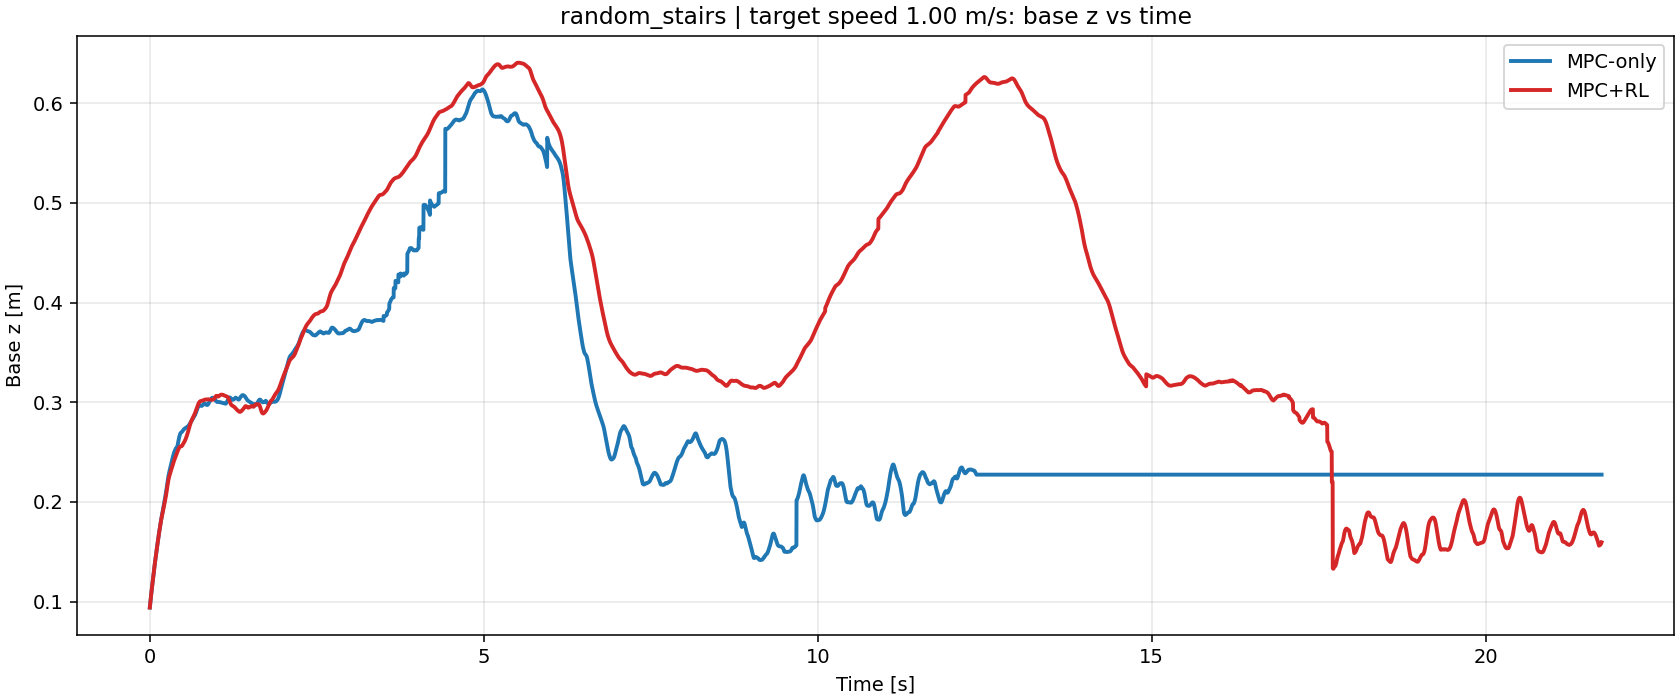 random_stairs | target speed 1.00 m/s: base z vs time
MPC-only
MPC+RL
Base z [m]
0.6
0.5
0.4
0.3
0.2
0.1
0 5 10 15 20
Time [s]